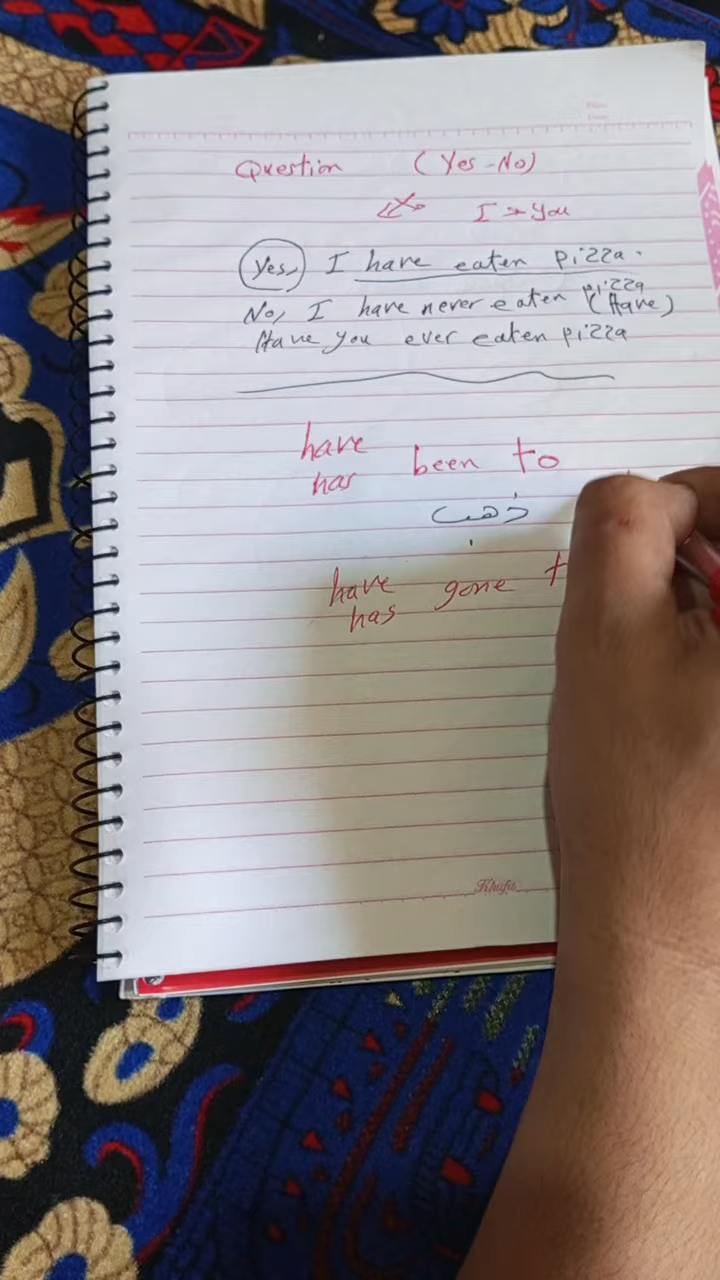 Question (Yes-No)
I → you
Yes, I have eaten pizza.
No, I have never eaten pizza (Have)
Have you ever eaten pizza
have
has been to
ذهب
have gone t
has
Khufu